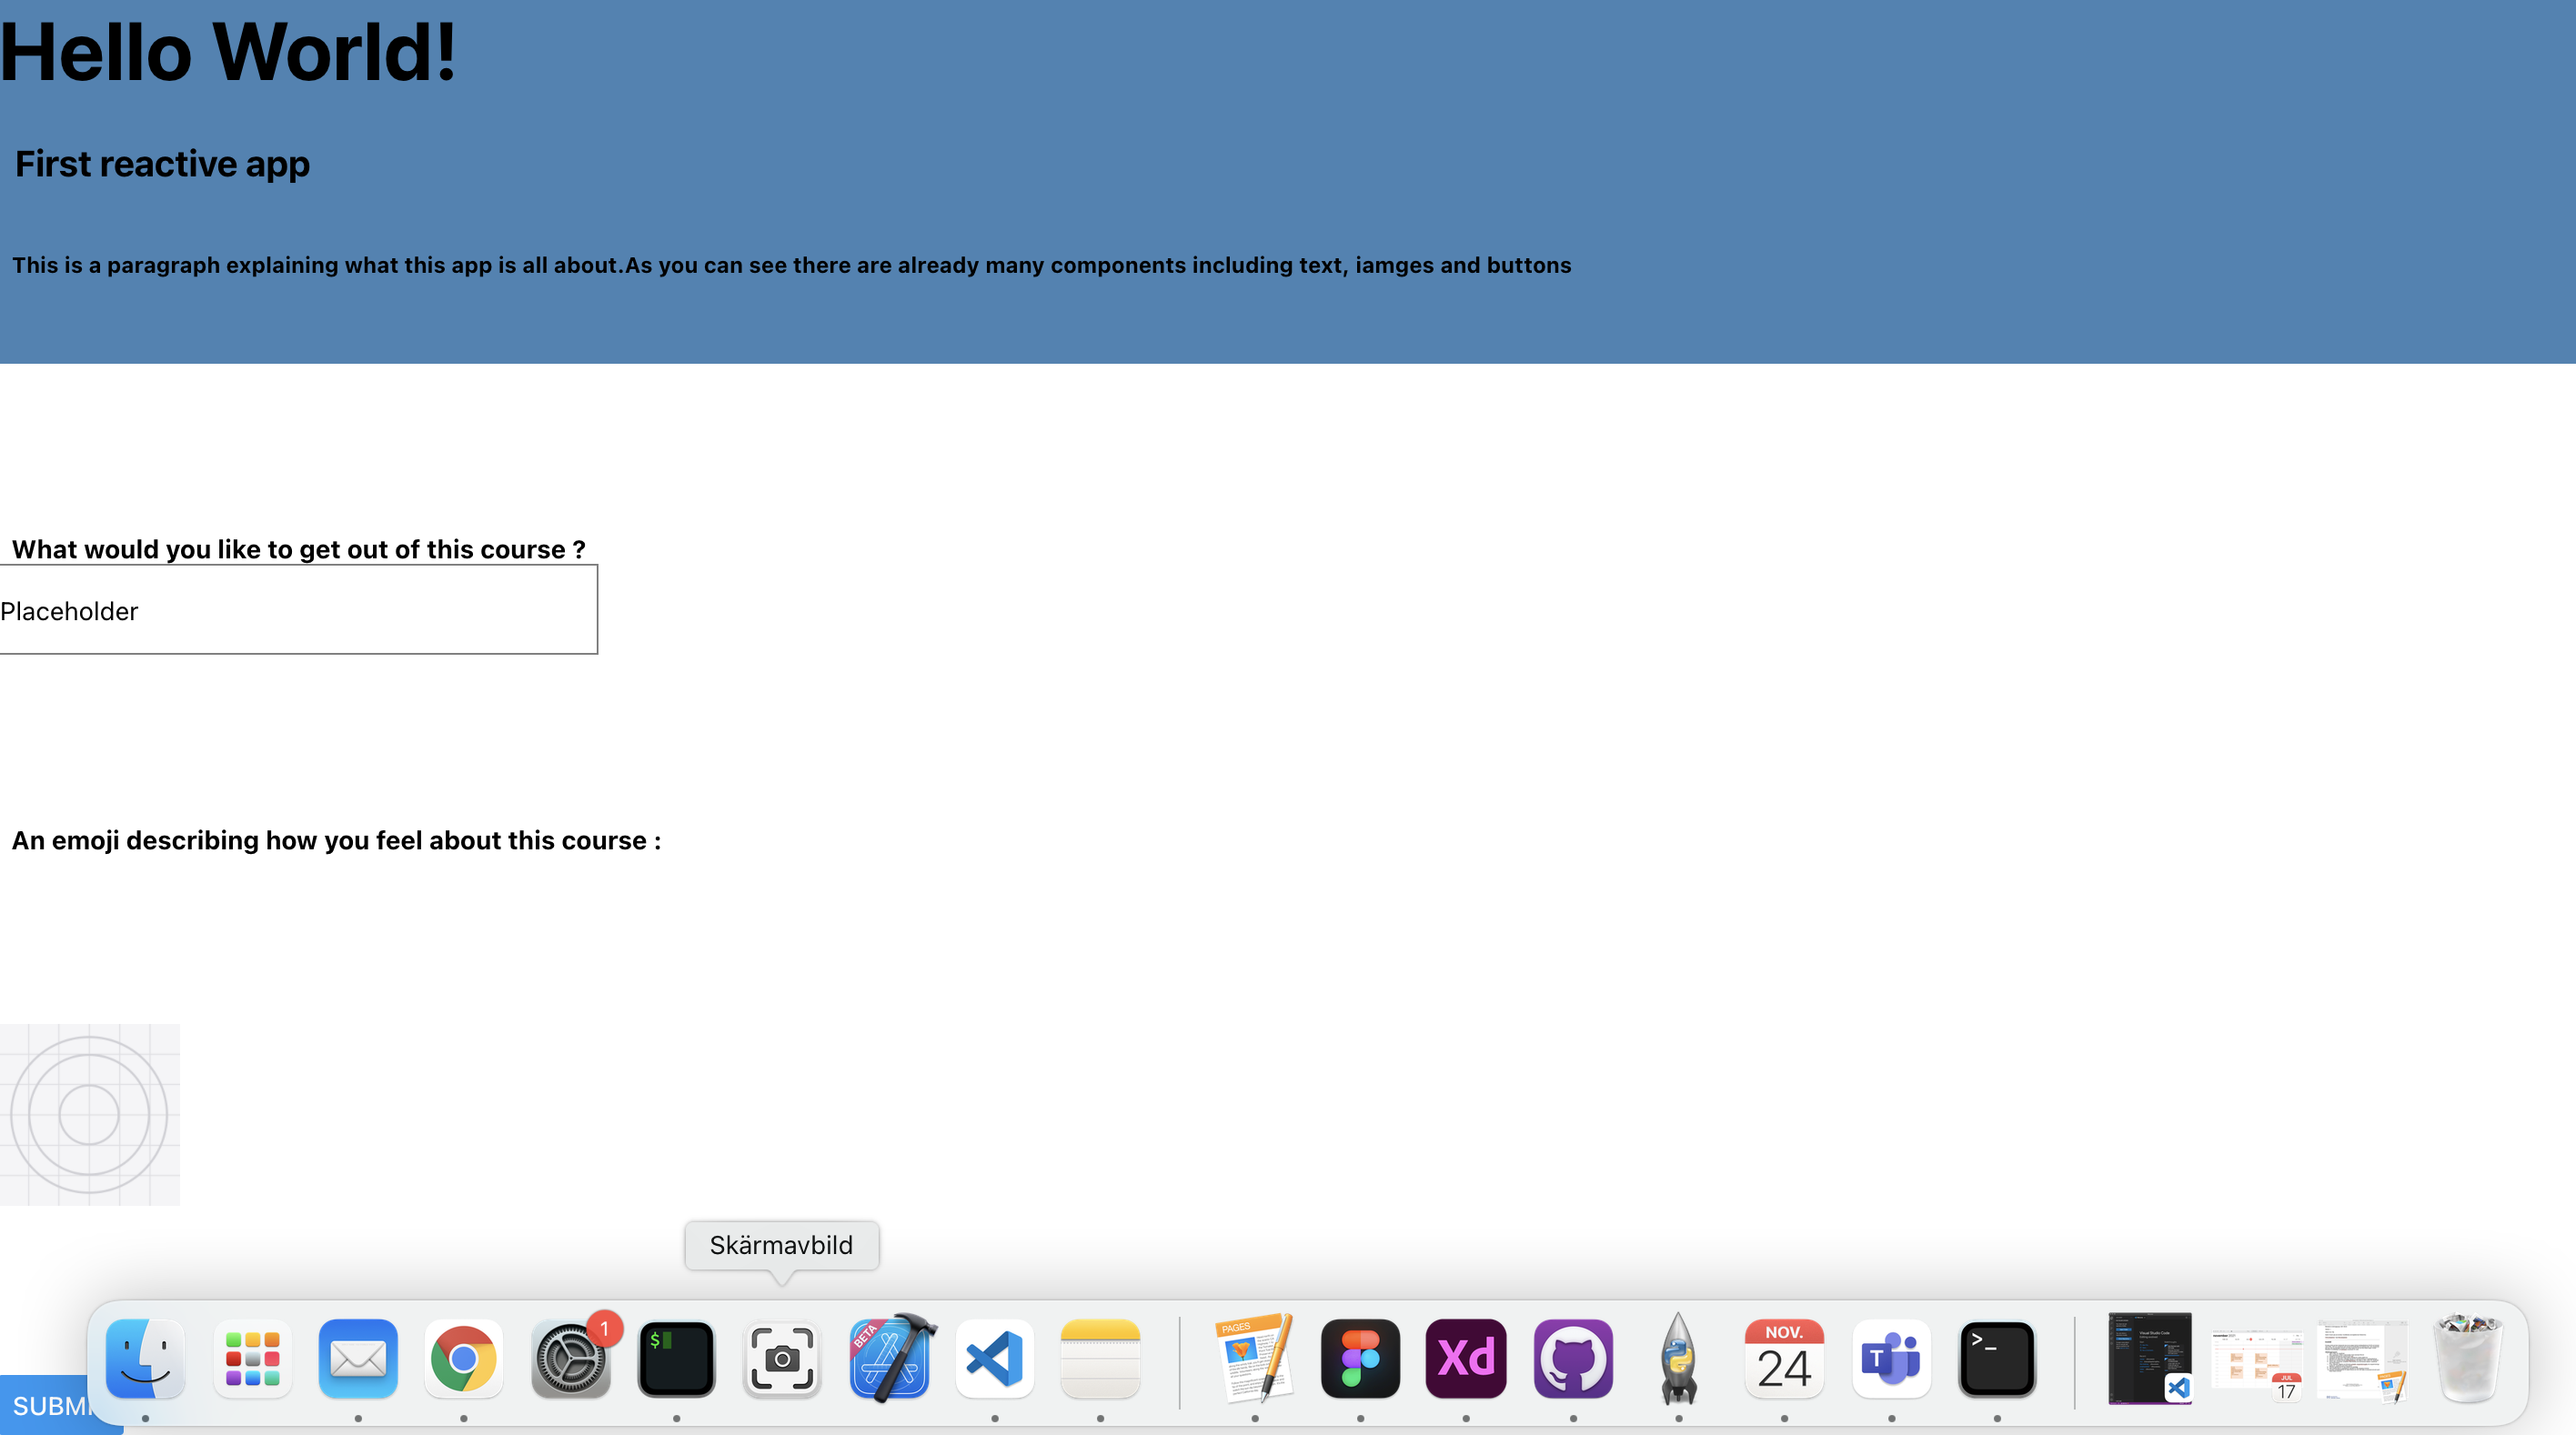 Hello World!
First reactive app
This is a paragraph explaining what this app is all about.As you can see there are already many components including text, iamges and buttons
What would you like to get out of this course ?
Placeholder
An emoji describing how you feel about this course :
Skärmavbild
1
$
BETA
PAGES
Xd
NOV.
24
T
>_
JUL
17
SUBM